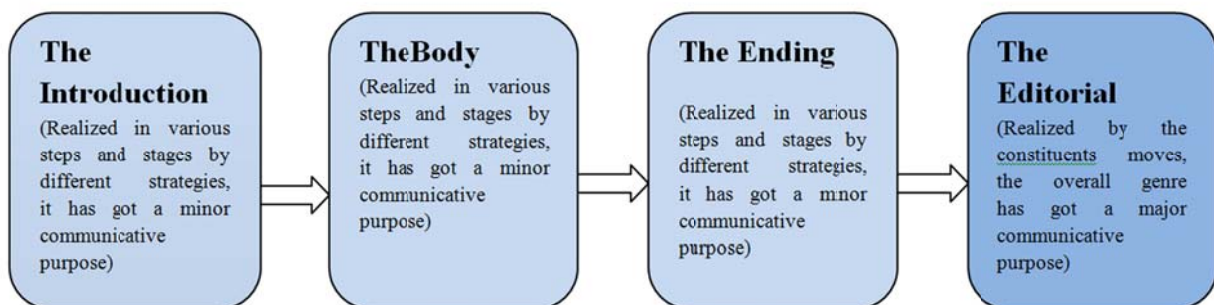 The
Introduction
(Realized in various
steps and stages by
different strategies,
it has got a minor
communicative
purpose)
TheBody
(Realized in various
steps and stages by
different strategies,
it has got a minor
communicative
purpose)
The Ending
(Realized in various
steps and stages by
different strategies,
it has got a minor
communicative
purpose)
The
Editorial
(Realized by the
constituents moves,
the overall genre
has got a major
communicative
purpose)